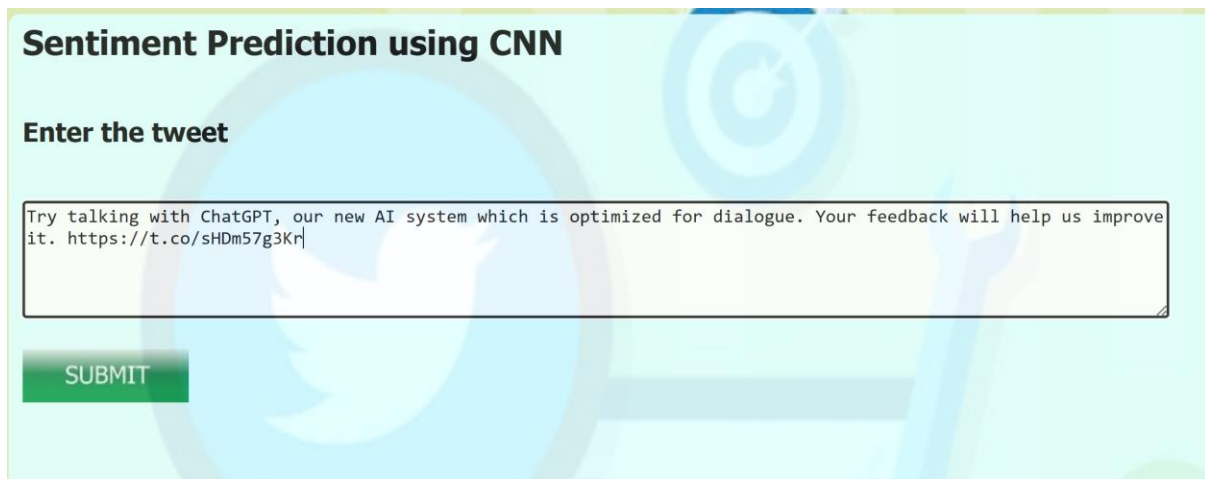 Sentiment Prediction using CNN
Enter the tweet
Try talking with ChatGPT, our new AI system which is optimized for dialogue. Your feedback will help us improve
it. https://t.co/sHDm57g3Kr
SUBMIT